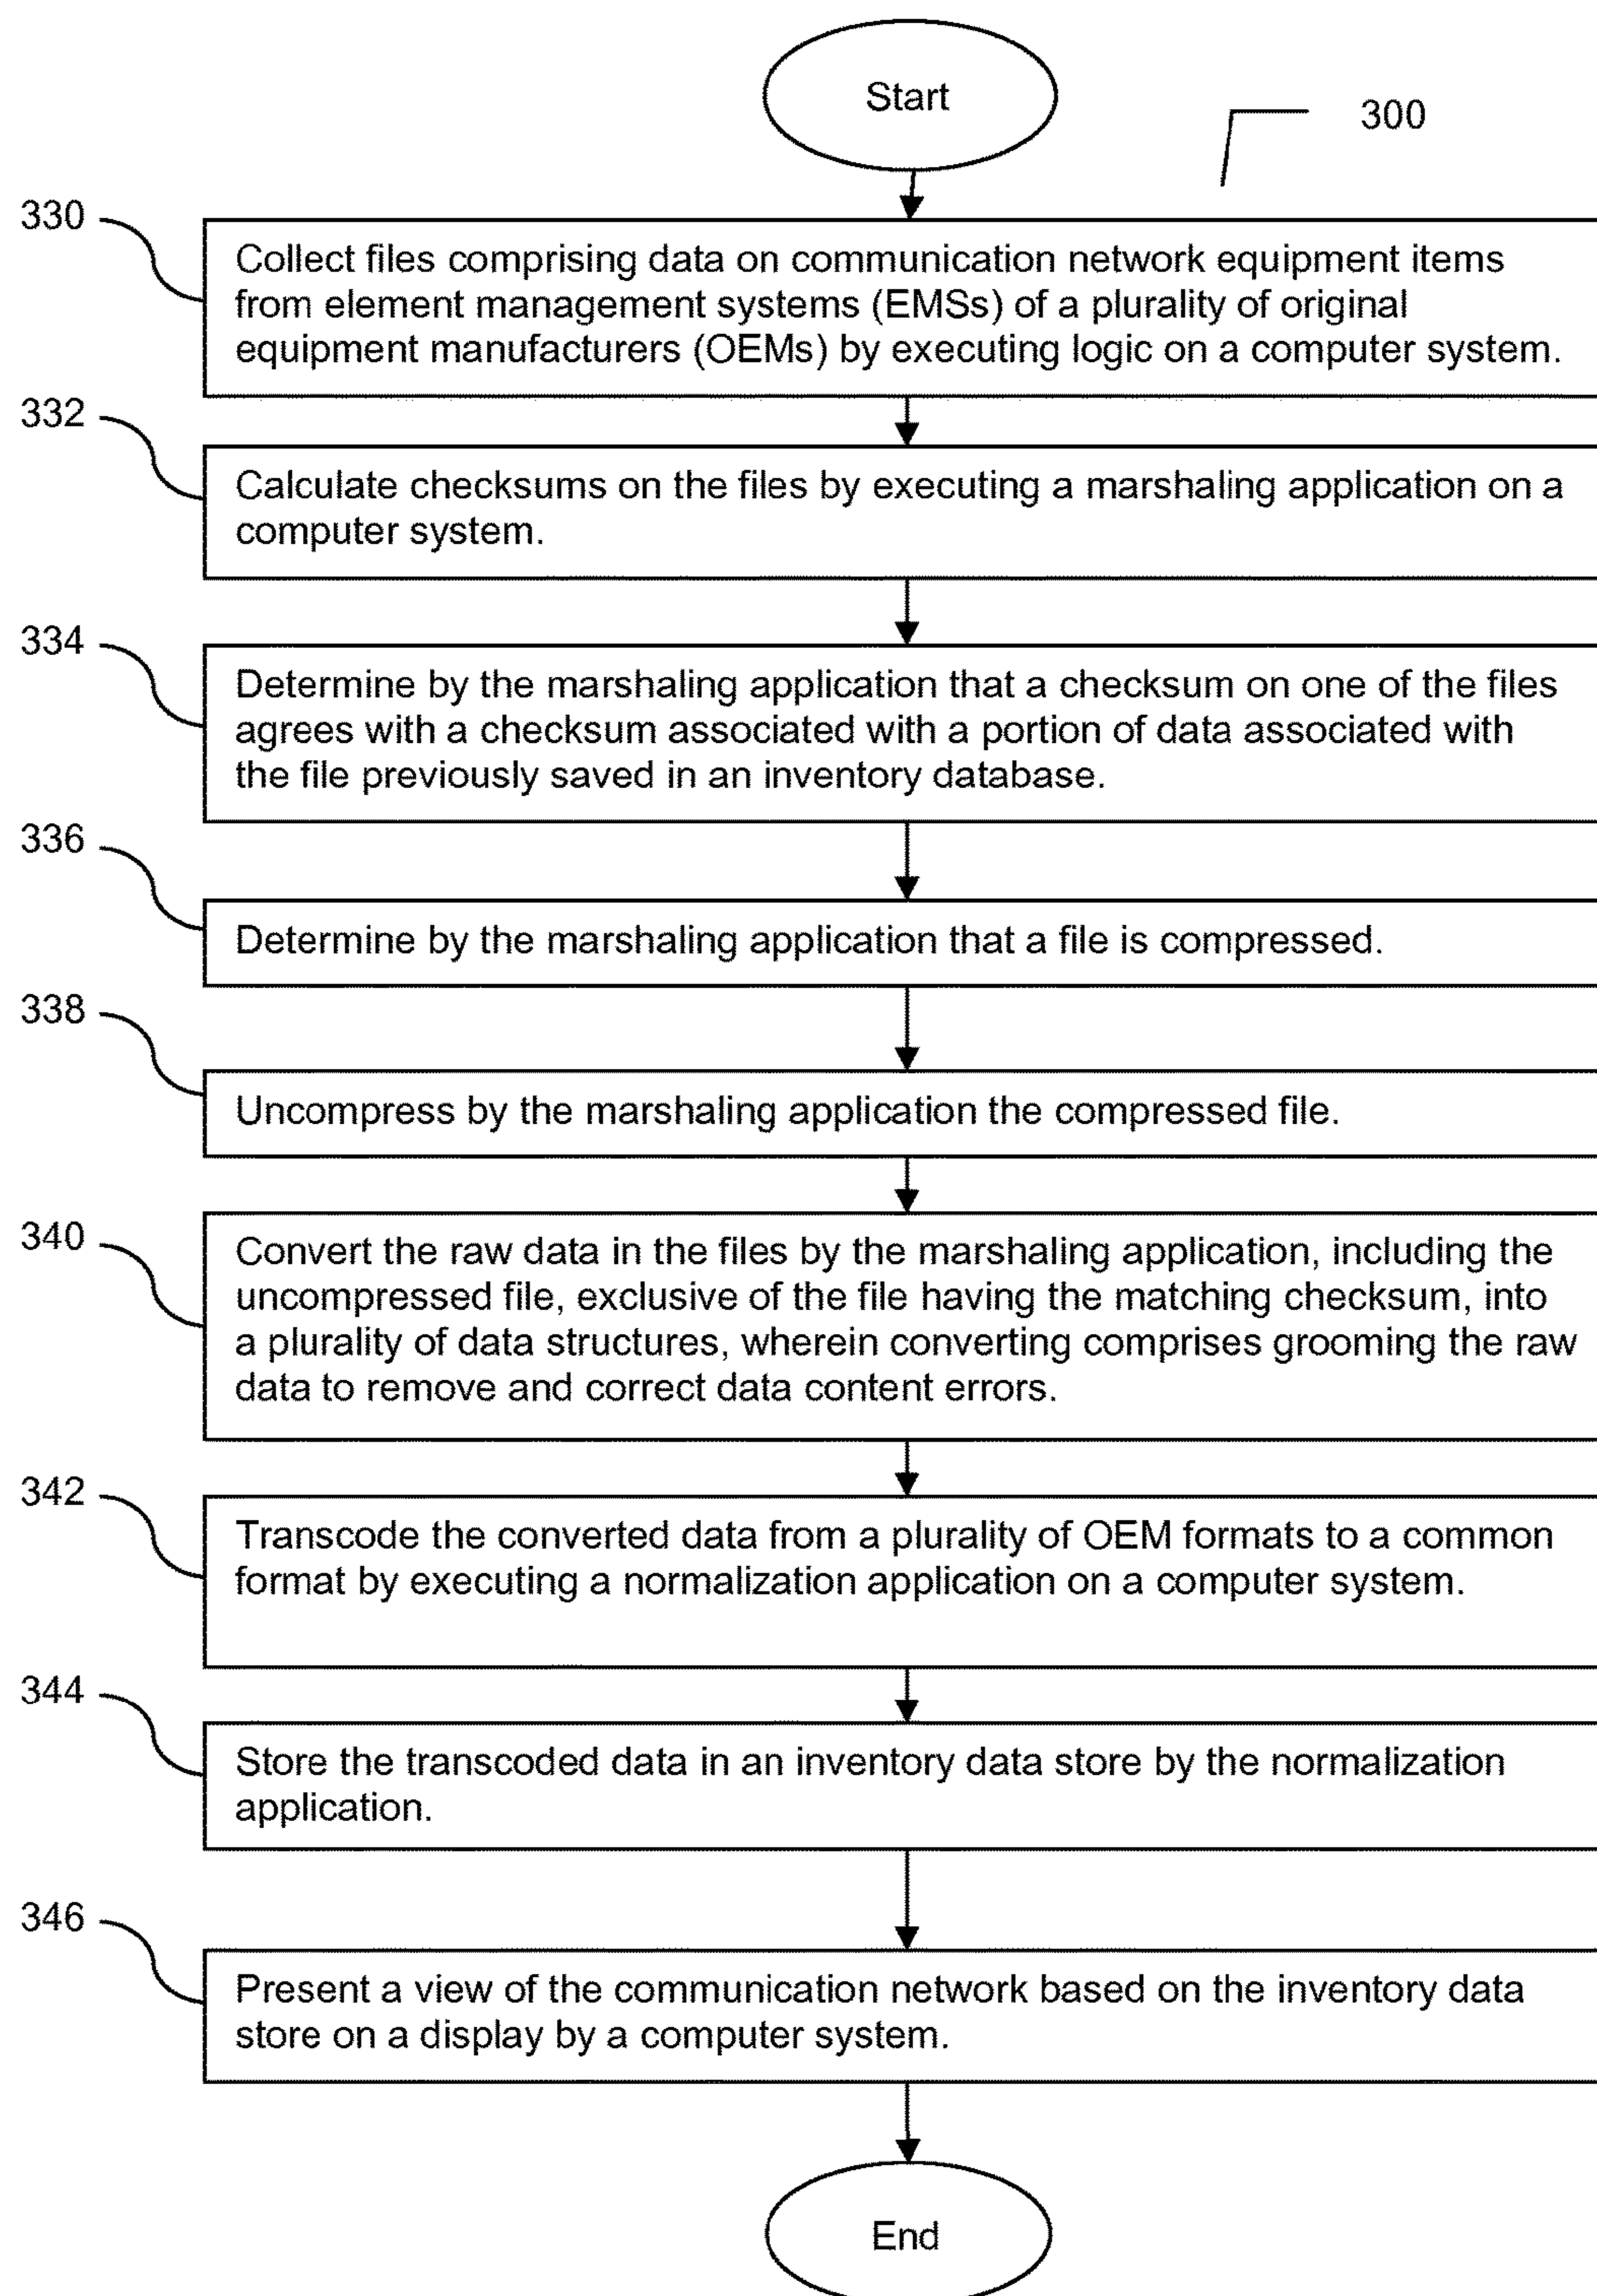 Start
300
330
Collect files comprising data on communication network equipment items
from element management systems (EMSs) of a plurality of original
equipment manufacturers (OEMs) by executing logic on a computer system.
332
Calculate checksums on the files by executing a marshaling application on a
computer system.
334
Determine by the marshaling application that a checksum on one of the files
agrees with a checksum associated with a portion of data associated with
the file previously saved in an inventory database.
336
Determine by the marshaling application that a file is compressed.
338
Uncompress by the marshaling application the compressed file.
340
Convert the raw data in the files by the marshaling application, including the
uncompressed file, exclusive of the file having the matching checksum, into
a plurality of data structures, wherein converting comprises grooming the raw
data to remove and correct data content errors.
342
Transcode the converted data from a plurality of OEM formats to a common
format by executing a normalization application on a computer system.
344
Store the transcoded data in an inventory data store by the normalization
application.
346
Present a view of the communication network based on the inventory data
store on a display by a computer system.
End